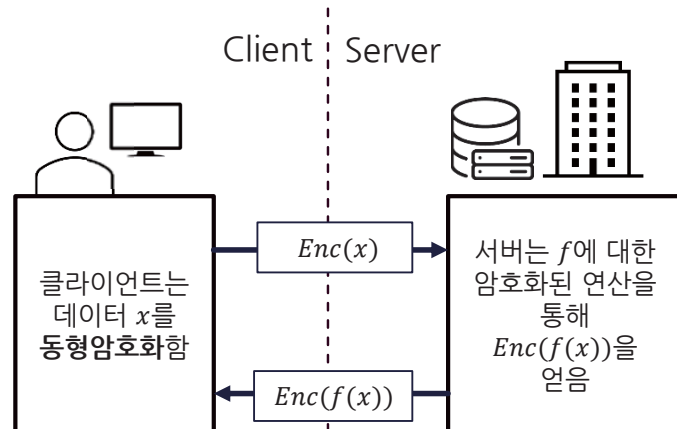 Client
Server
Enc(x)
클라이언트는
데이터 x를
동형암호화함
서버는 f에 대한
암호화된 연산을
통해
Enc(f(x))을
얻음
Enc(f(x))